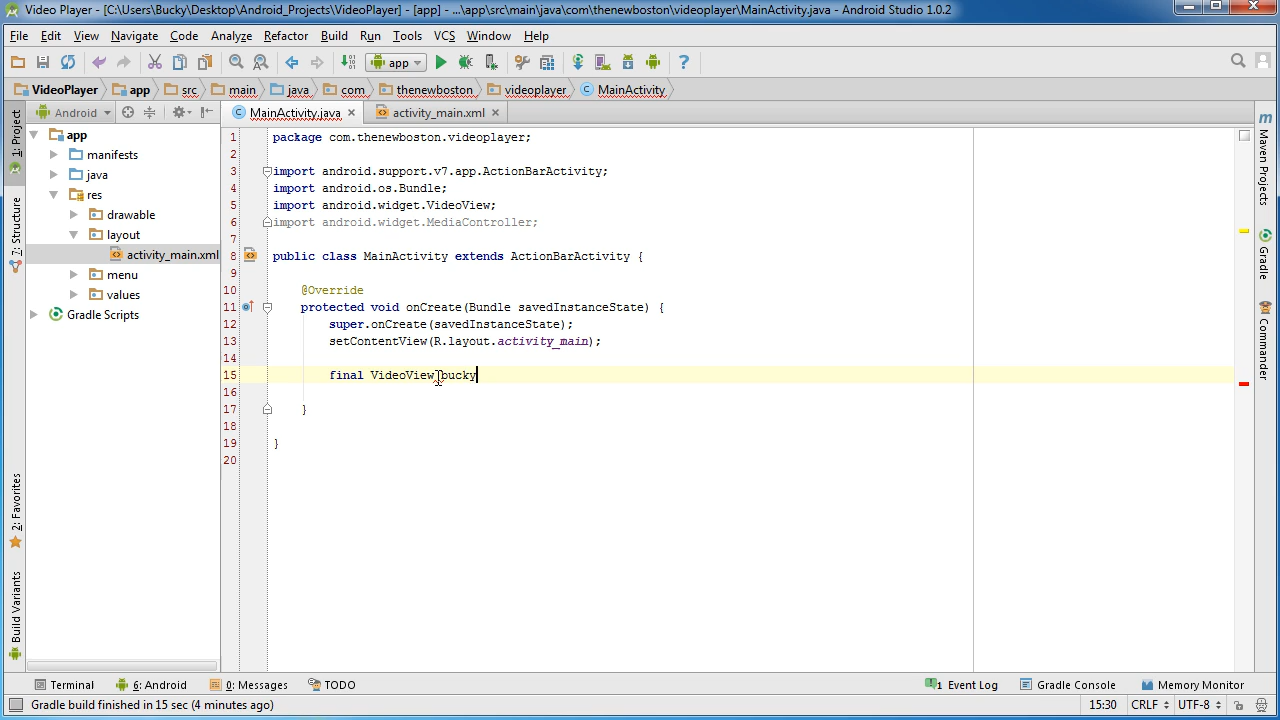 Video Player - [C:\Users\Bucky\Desktop\Android_Projects\VideoPlayer] - [app] - ...\app\src\main\java\com\thenewboston\videoplayer\MainActivity.java - Android Studio 1.0.2
File Edit View Navigate Code Analyze Refactor Build Run Tools VCS Window Help
app
VideoPlayer app src main java com thenewboston videoplayer MainActivity
Android MainActivity.java activity_main.xml
1: Project
7: Structure
2: Favorites
Build Variants
app
manifests
java
res
drawable
layout
activity_main.xml
menu
values
Gradle Scripts
1 package com.thenewboston.videoplayer;
2
3 import android.support.v7.app.ActionBarActivity;
4 import android.os.Bundle;
5 import android.widget.VideoView;
6 import android.widget.MediaController;
7
8 public class MainActivity extends ActionBarActivity {
9
10 @Override
11 protected void onCreate(Bundle savedInstanceState) {
12 super.onCreate(savedInstanceState);
13 setContentView(R.layout.activity_main);
14
15 final VideoView bucky
16
17 }
18
19 }
20
m Maven Projects
Gradle
Commander
Terminal 6: Android 0: Messages TODO 1 Event Log Gradle Console Memory Monitor
Gradle build finished in 15 sec (4 minutes ago) 15:30 CRLF UTF-8